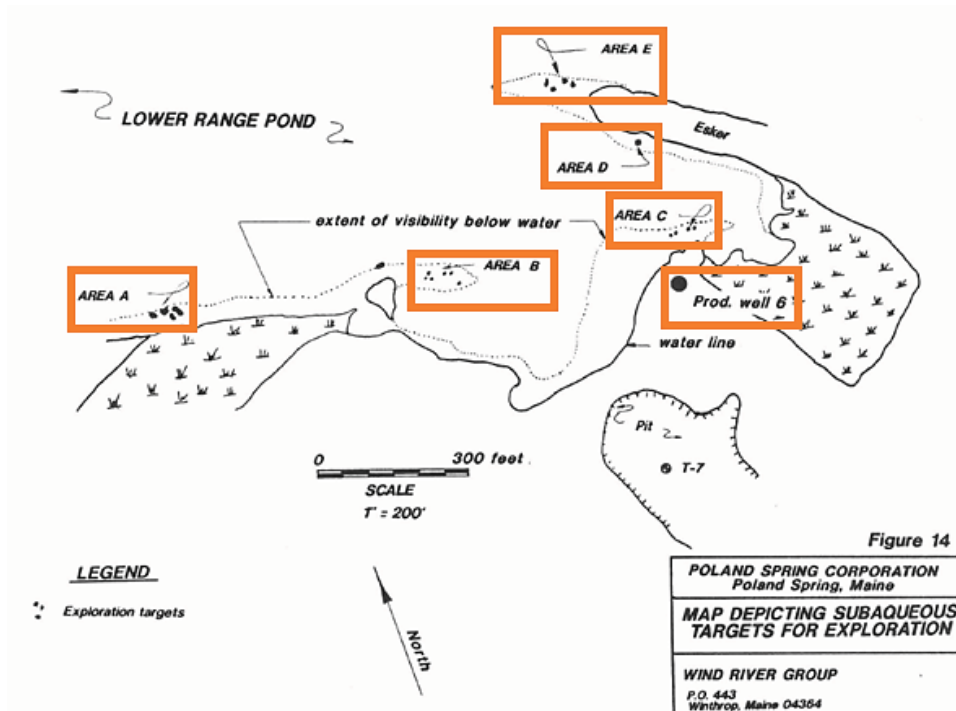 AREA E
LOWER RANGE POND
Esker
AREA D
AREA C
extent of visibility below water
AREA B
AREA A
Prod. well 6
water line
Pit
T-7
0 300 feet
SCALE
1" = 200'
Figure 14
LEGEND
Exploration targets
North
POLAND SPRING CORPORATION
Poland Spring, Maine
MAP DEPICTING SUBAQUEOUS
TARGETS FOR EXPLORATION
WIND RIVER GROUP
P.O. 443
Winthrop, Maine 04364